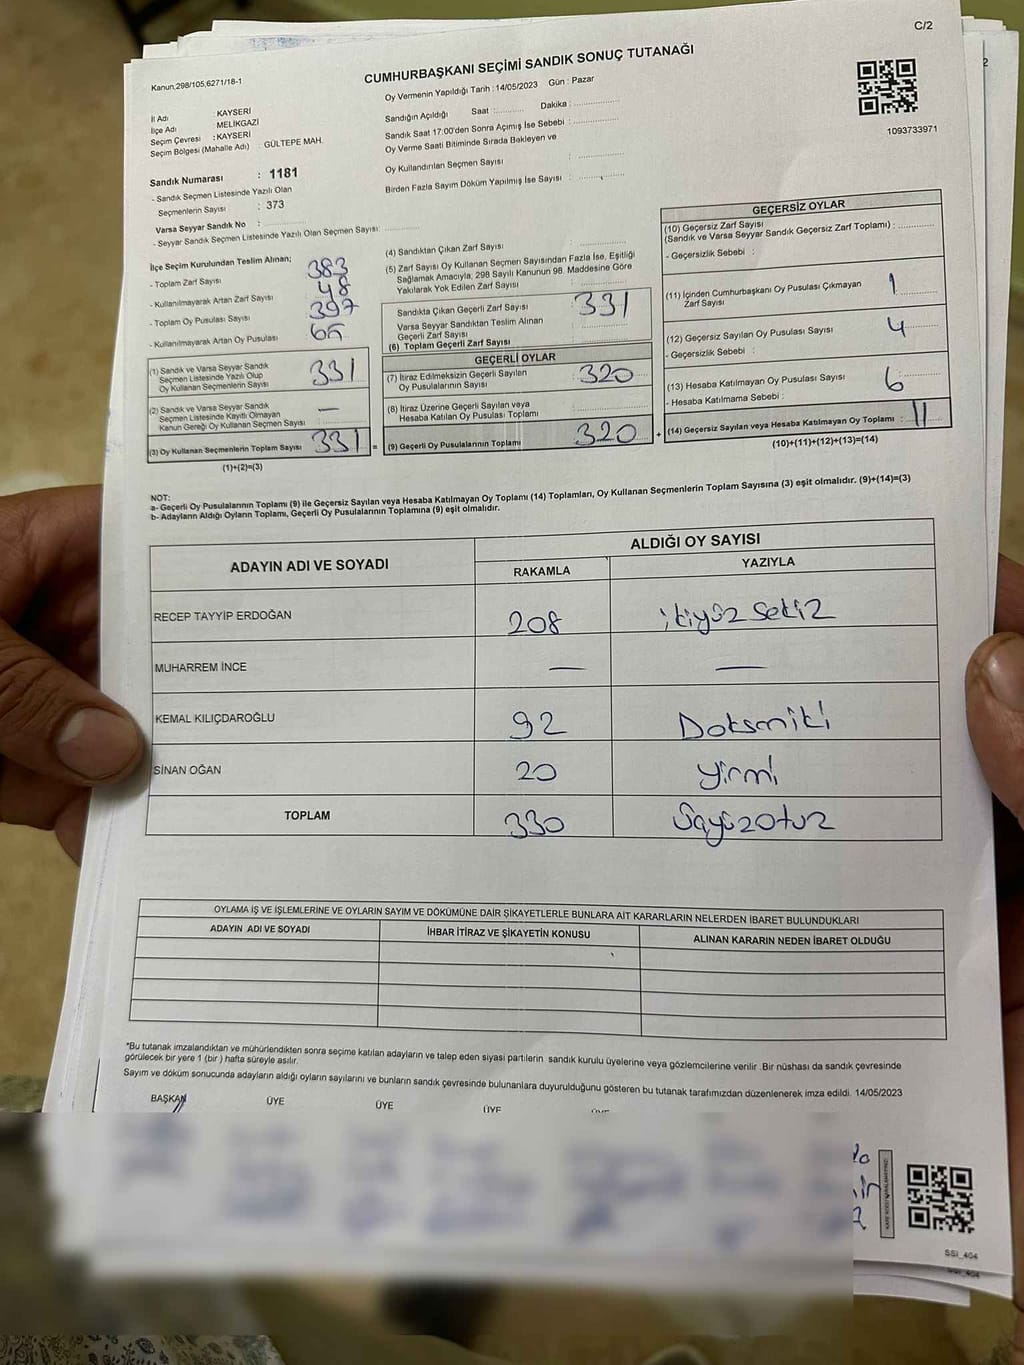 C/2
Kanun,298/105,6271/18-1
CUMHURBAŞKANI SEÇİMİ SANDIK SONUÇ TUTANAĞI
Oy Vermenin Yapıldığı Tarih : 14/05/2023 Gün : Pazar
İl Adı : KAYSERİ
İlçe Adı : MELİKGAZİ
Seçim Çevresi : KAYSERİ
Seçim Bölgesi (Mahalle Adı) : GÜLTEPE MAH.
Sandık Numarası : 1181
- Sandık Seçmen Listesinde Yazılı Olan
Seçmenlerin Sayısı : 373
Varsa Seyyar Sandık No :
- Seyyar Sandık Seçmen Listesinde Yazılı Olan Seçmen Sayısı:
Sandığın Açıldığı Saat : Dakika :
Sandık Saat 17:00'den Sonra Açımış İse Sebebi :
Oy Verme Saati Bitiminde Sırada Bekleyen ve
Oy Kullandırılan Seçmen Sayısı :
Birden Fazla Sayım Döküm Yapılmış İse Sayısı :
1093733971
İlçe Seçim Kurulundan Teslim Alınan;
- Toplam Zarf Sayısı 383
- Kullanılmayarak Artan Zarf Sayısı 48
- Toplam Oy Pusulası Sayısı 397
- Kullanılmayarak Artan Oy Pusulası
(1) Sandık ve Varsa Seyyar Sandık
Seçmen Listesinde Yazılı Olup
Oy Kullanan Seçmenlerin Sayısı 331
(2) Sandık ve Varsa Seyyar Sandık
Seçmen Listesinde Kayıtlı Olmayan
Kanun Gereği Oy Kullanan Seçmen Sayısı : —
(3) Oy Kullanan Seçmenlerin Toplam Sayısı 331 =
(1)+(2)=(3)
(4) Sandıktan Çıkan Zarf Sayısı :
(5) Zarf Sayısı Oy Kullanan Seçmen Sayısından Fazla İse, Eşitliği
Sağlamak Amacıyla, 298 Sayılı Kanunun 98. Maddesine Göre
Yakılarak Yok Edilen Zarf Sayısı :
Sandıkta Çıkan Geçerli Zarf Sayısı : 331
Varsa Seyyar Sandıktan Teslim Alınan
Geçerli Zarf Sayısı :
(6) Toplam Geçerli Zarf Sayısı :
GEÇERLİ OYLAR
(7) İtiraz Edilmeksizin Geçerli Sayılan
Oy Pusulalarının Sayısı : 320
(8) İtiraz Üzerine Geçerli Sayılan veya
Hesaba Katılan Oy Pusulası Toplamı :
(9) Geçerli Oy Pusulalarının Toplamı 320 +
GEÇERSİZ OYLAR
(10) Geçersiz Zarf Sayısı
(Sandık ve Varsa Seyyar Sandık Geçersiz Zarf Toplamı) :
- Geçersizlik Sebebi :
(11) İçinden Cumhurbaşkanı Oy Pusulası Çıkmayan
Zarf Sayısı : 1
(12) Geçersiz Sayılan Oy Pusulası Sayısı : 4
- Geçersizlik Sebebi :
(13) Hesaba Katılmayan Oy Pusulası Sayısı : 6
- Hesaba Katılmama Sebebi :
(14) Geçersiz Sayılan veya Hesaba Katılmayan Oy Toplamı : 11
(10)+(11)+(12)+(13)=(14)
NOT:
a- Geçerli Oy Pusulalarının Toplamı (9) ile Geçersiz Sayılan veya Hesaba Katılmayan Oy Toplamı (14) Toplamları, Oy Kullanan Seçmenlerin Toplam Sayısına (3) eşit olmalıdır. (9)+(14)=(3)
b- Adayların Aldığı Oyların Toplamı, Geçerli Oy Pusulalarının Toplamına (9) eşit olmalıdır.
ADAYIN ADI VE SOYADI ALDIĞI OY SAYISI
RAKAMLA YAZIYLA
RECEP TAYYİP ERDOĞAN 208 ikiyüz sekiz
MUHARREM İNCE — —
KEMAL KILIÇDAROĞLU 92 Doksaniki
SİNAN OĞAN 20 yirmi
TOPLAM 330 Üçyüzotuz
OYLAMA İŞ VE İŞLEMLERİNE VE OYLARIN SAYIM VE DÖKÜMÜNE DAİR ŞİKAYETLERLE BUNLARA AİT KARARLARIN NELERDEN İBARET BULUNDUKLARI
ADAYIN ADI VE SOYADI İHBAR İTİRAZ VE ŞİKAYETİN KONUSU ALINAN KARARIN NEDEN İBARET OLDUĞU
*Bu tutanak imzalandıktan ve mühürlendikten sonra seçime katılan adayların ve talep eden siyasi partilerin sandık kurulu üyelerine veya gözlemcilerine verilir .Bir nüshası da sandık çevresinde
görülecek bir yere 1 (bir ) hafta süreyle asılır.
Sayım ve döküm sonucunda adayların aldığı oyların sayılarını ve bunların sandık çevresinde bulunanlara duyurulduğunu gösteren bu tutanak tarafımızdan düzenlenerek imza edildi. 14/05/2023
BAŞKAN ÜYE ÜYE ÜYE
SSI_404